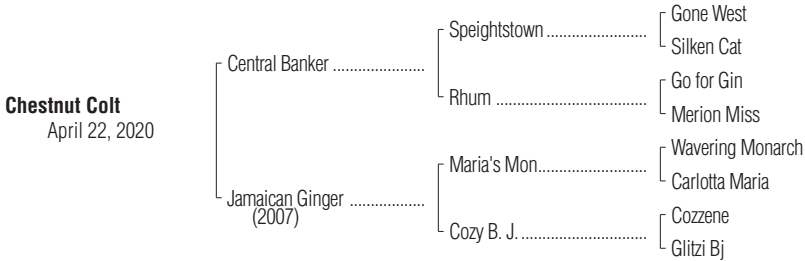 Gone West
Speightstown ........................
Silken Cat
Central Banker ......................
Go for Gin
Rhum ....................................
Merion Miss
Chestnut Colt
April 22, 2020
Wavering Monarch
Maria's Mon..........................
Carlotta Maria
Jamaican Ginger ..................
(2007)
Cozzene
Cozy B. J. ..............................
Glitzi Bj